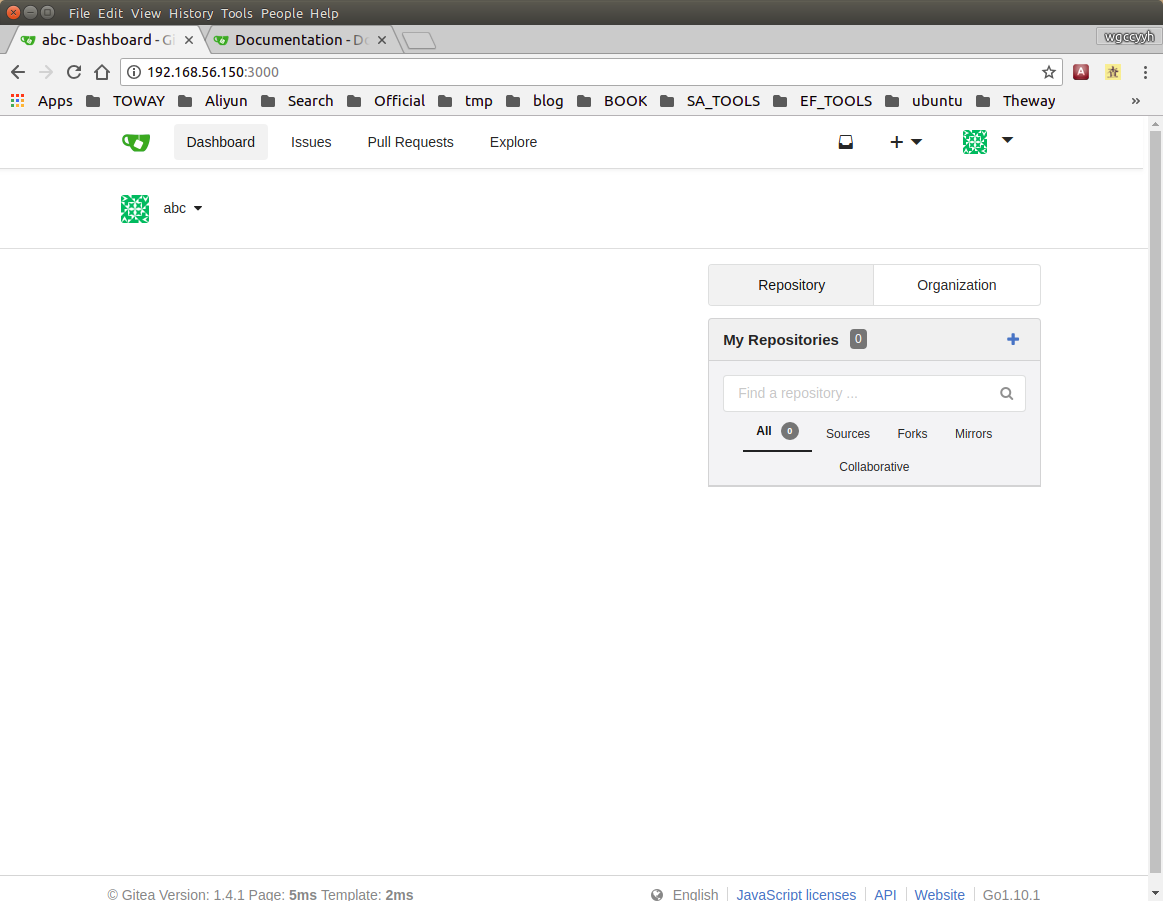 File Edit View History Tools People Help
abc - Dashboard - Gi
Documentation - Do
wgccyyh
192.168.56.150:3000
A
Apps TOWAY Aliyun Search Official tmp blog BOOK SA_TOOLS EF_TOOLS ubuntu Theway »
Dashboard Issues Pull Requests Explore
abc
Repository Organization
My Repositories 0
Find a repository ...
All 0 Sources Forks Mirrors
Collaborative
© Gitea Version: 1.4.1 Page: 5ms Template: 2ms
English JavaScript licenses API Website Go1.10.1